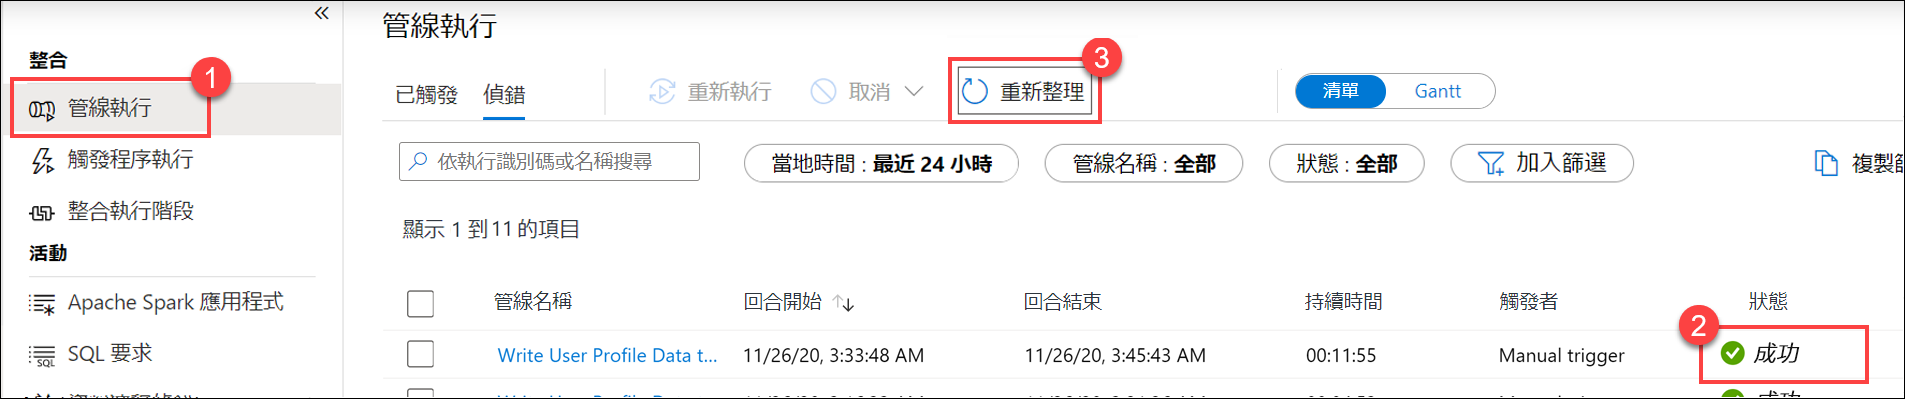 «
整合
1
管線執行
觸發程序執行
整合執行階段
活動
Apache Spark 應用程式
SQL 要求
管線執行
已觸發 偵錯 重新執行 取消 3 重新整理 清單 Gantt
依執行識別碼或名稱搜尋 當地時間 : 最近 24 小時 管線名稱 : 全部 狀態 : 全部 加入篩選 複製
顯示 1 到 11 的項目
管線名稱 回合開始 ↑↓ 回合結束 持續時間 觸發者 狀態
2
Write User Profile Data t... 11/26/20, 3:33:48 AM 11/26/20, 3:45:43 AM 00:11:55 Manual trigger 成功